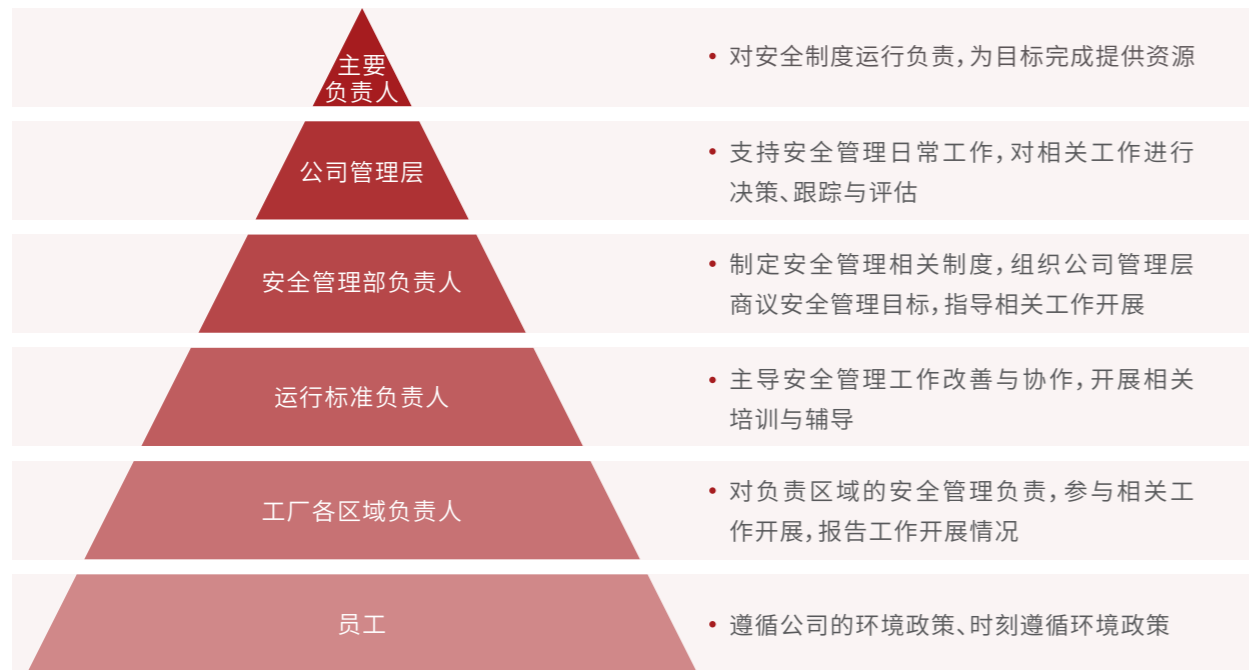 主要
负责人
• 对安全制度运行负责，为目标完成提供资源
公司管理层
• 支持安全管理日常工作，对相关工作进行
决策、跟踪与评估
安全管理部负责人
• 制定安全管理相关制度，组织公司管理层
商议安全管理目标，指导相关工作开展
运行标准负责人
• 主导安全管理工作改善与协作，开展相关
培训与辅导
工厂各区域负责人
• 对负责区域的安全管理负责，参与相关工
作开展，报告工作开展情况
员工
• 遵循公司的环境政策、时刻遵循环境政策